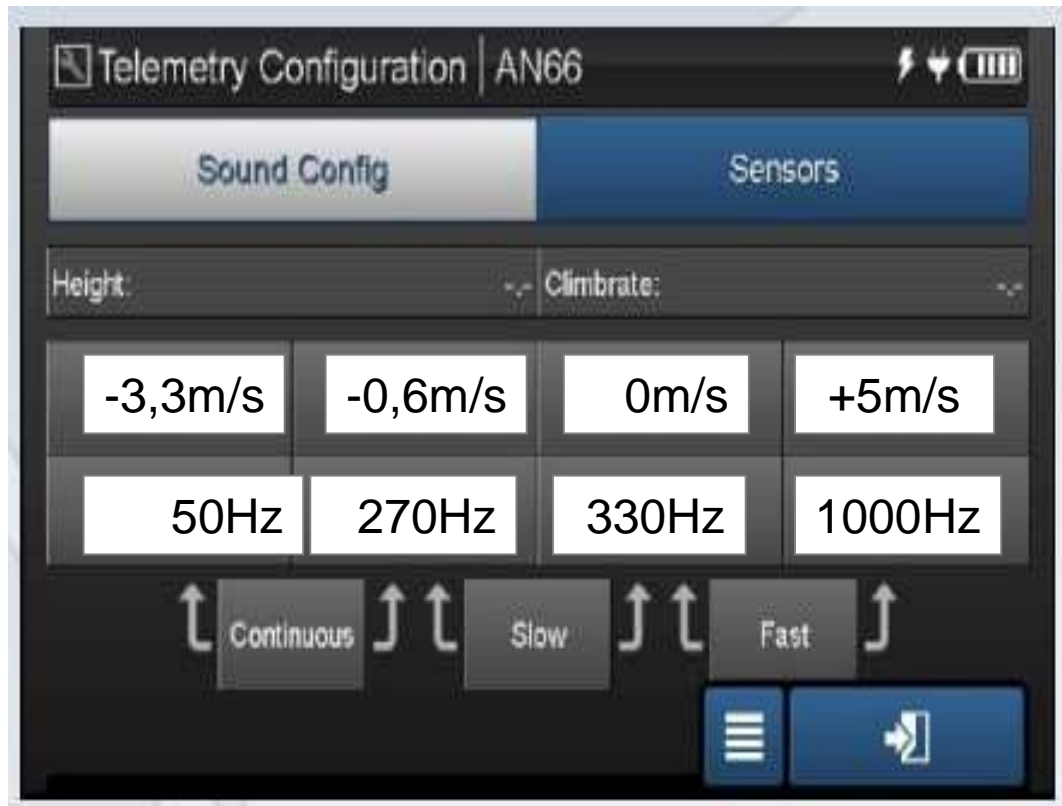 Telemetry Configuration | AN66
Sound Config Sensors
Height: -.- Climbrate: -.-
-3,3m/s -0,6m/s 0m/s +5m/s
50Hz 270Hz 330Hz 1000Hz
Continuous Slow Fast